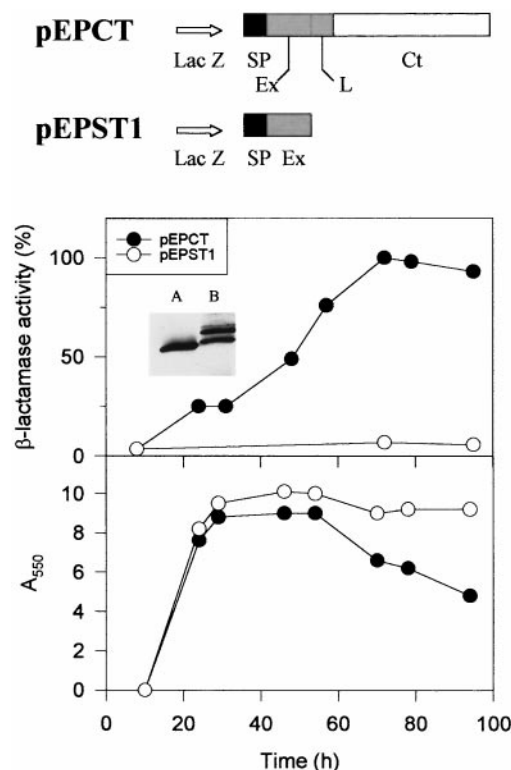 pEPCT
Lac Z SP Ct
Ex L
pEPST1
Lac Z SP Ex
pEPCT
pEPST1
A B
β-lactamase activity (%)
100
50
0
A550
10
8
6
4
2
0
0 20 40 60 80 100
Time (h)